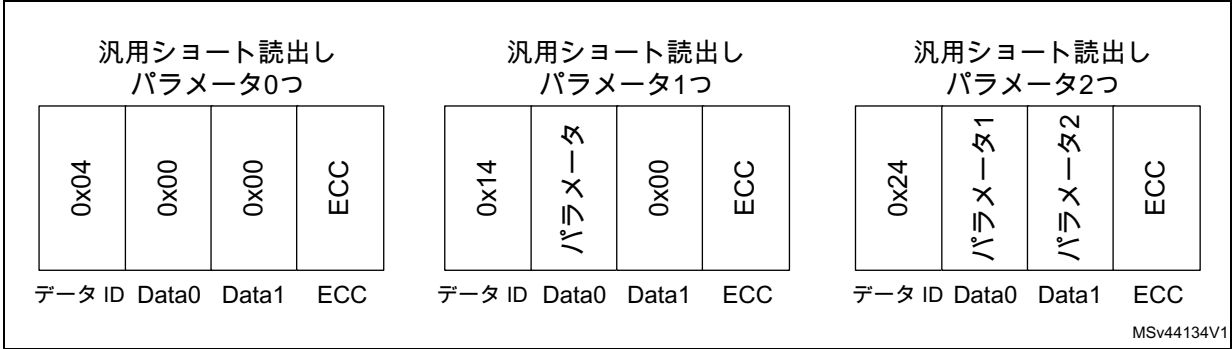 汎用ショート読出し
パラメータ0つ
0x04
0x00
0x00
ECC
データ ID Data0 Data1 ECC
汎用ショート読出し
パラメータ1つ
0x14
パラメータ
0x00
ECC
データ ID Data0 Data1 ECC
汎用ショート読出し
パラメータ2つ
0x24
パラメータ1
パラメータ2
ECC
データ ID Data0 Data1 ECC
MSv44134V1